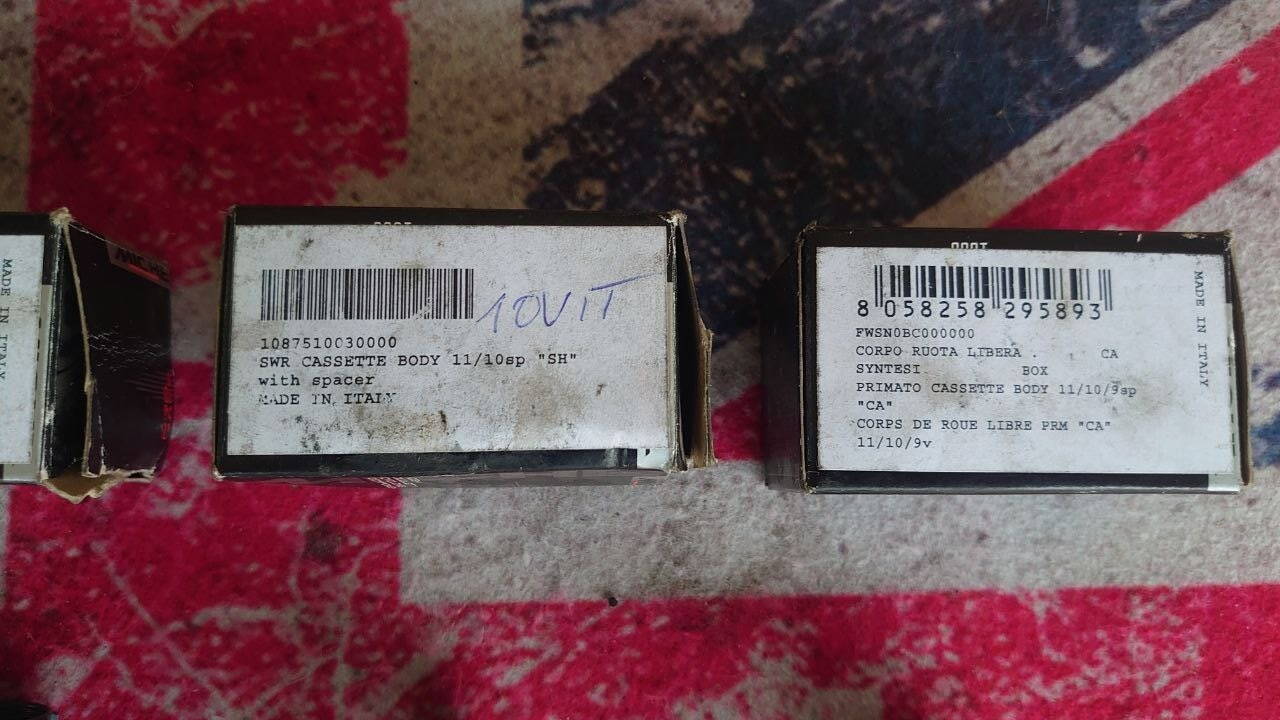 MADE IN ITALY
MICHE
1087510030000
SWR CASSETTE BODY 11/10sp "SH"
with spacer
MADE IN ITALY
10VIT
8 058258 295893
FWSN0BC000000
CORPO RUOTA LIBERA . CA
SYNTESI BOX
PRIMATO CASSETTE BODY 11/10/9sp
"CA"
CORPS DE ROUE LIBRE PRM "CA"
11/10/9v
MADE IN ITALY